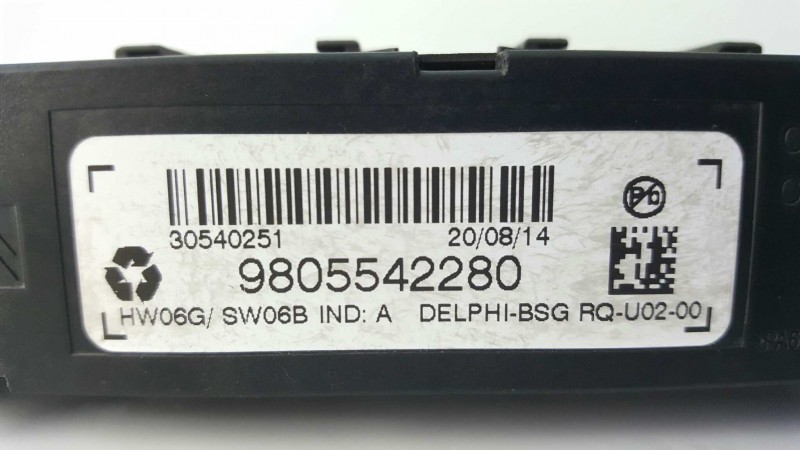 30540251 20/08/14
Pb
9805542280
HW06G/ SW06B IND: A DELPHI-BSG RQ-U02-00